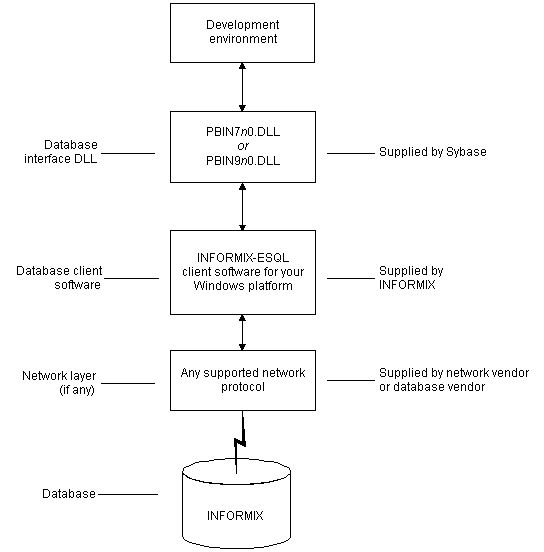 Development
environment
Database
interface DLL
PBIN7n0.DLL
or
PBIN9n0.DLL
Supplied by Sybase
Database client
software
INFORMIX-ESQL
client software for your
Windows platform
Supplied by
INFORMIX
Network layer
(if any)
Any supported network
protocol
Supplied by network vendor
or database vendor
Database
INFORMIX